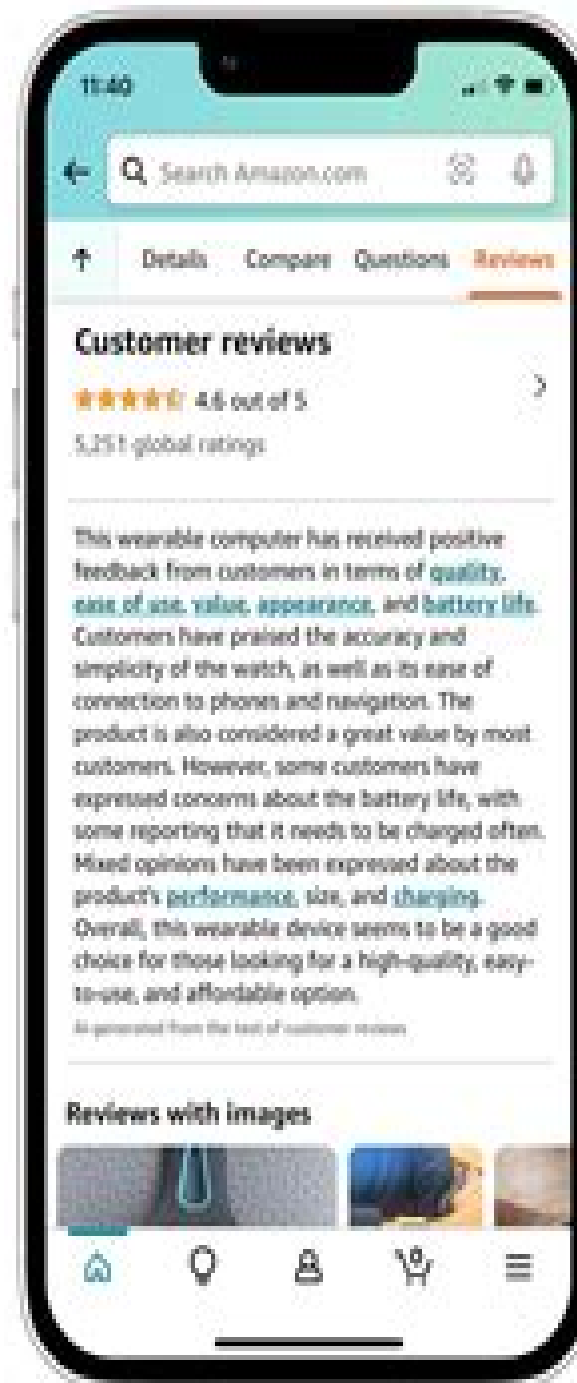 11:40
Search Amazon.com
Details Compare Questions Reviews
Customer reviews
4.6 out of 5
5,251 global ratings
This wearable computer has received positive
feedback from customers in terms of quality,
ease of use, value, appearance, and battery life.
Customers have praised the accuracy and
simplicity of the watch, as well as its ease of
connection to phones and navigation. The
product is also considered a great value by most
customers. However, some customers have
expressed concerns about the battery life, with
some reporting that it needs to be charged often.
Mixed opinions have been expressed about the
product's performance, size, and charging.
Overall, this wearable device seems to be a good
choice for those looking for a high-quality, easy-
to-use, and affordable option.
AI-generated from the text of customer reviews
Reviews with images
0